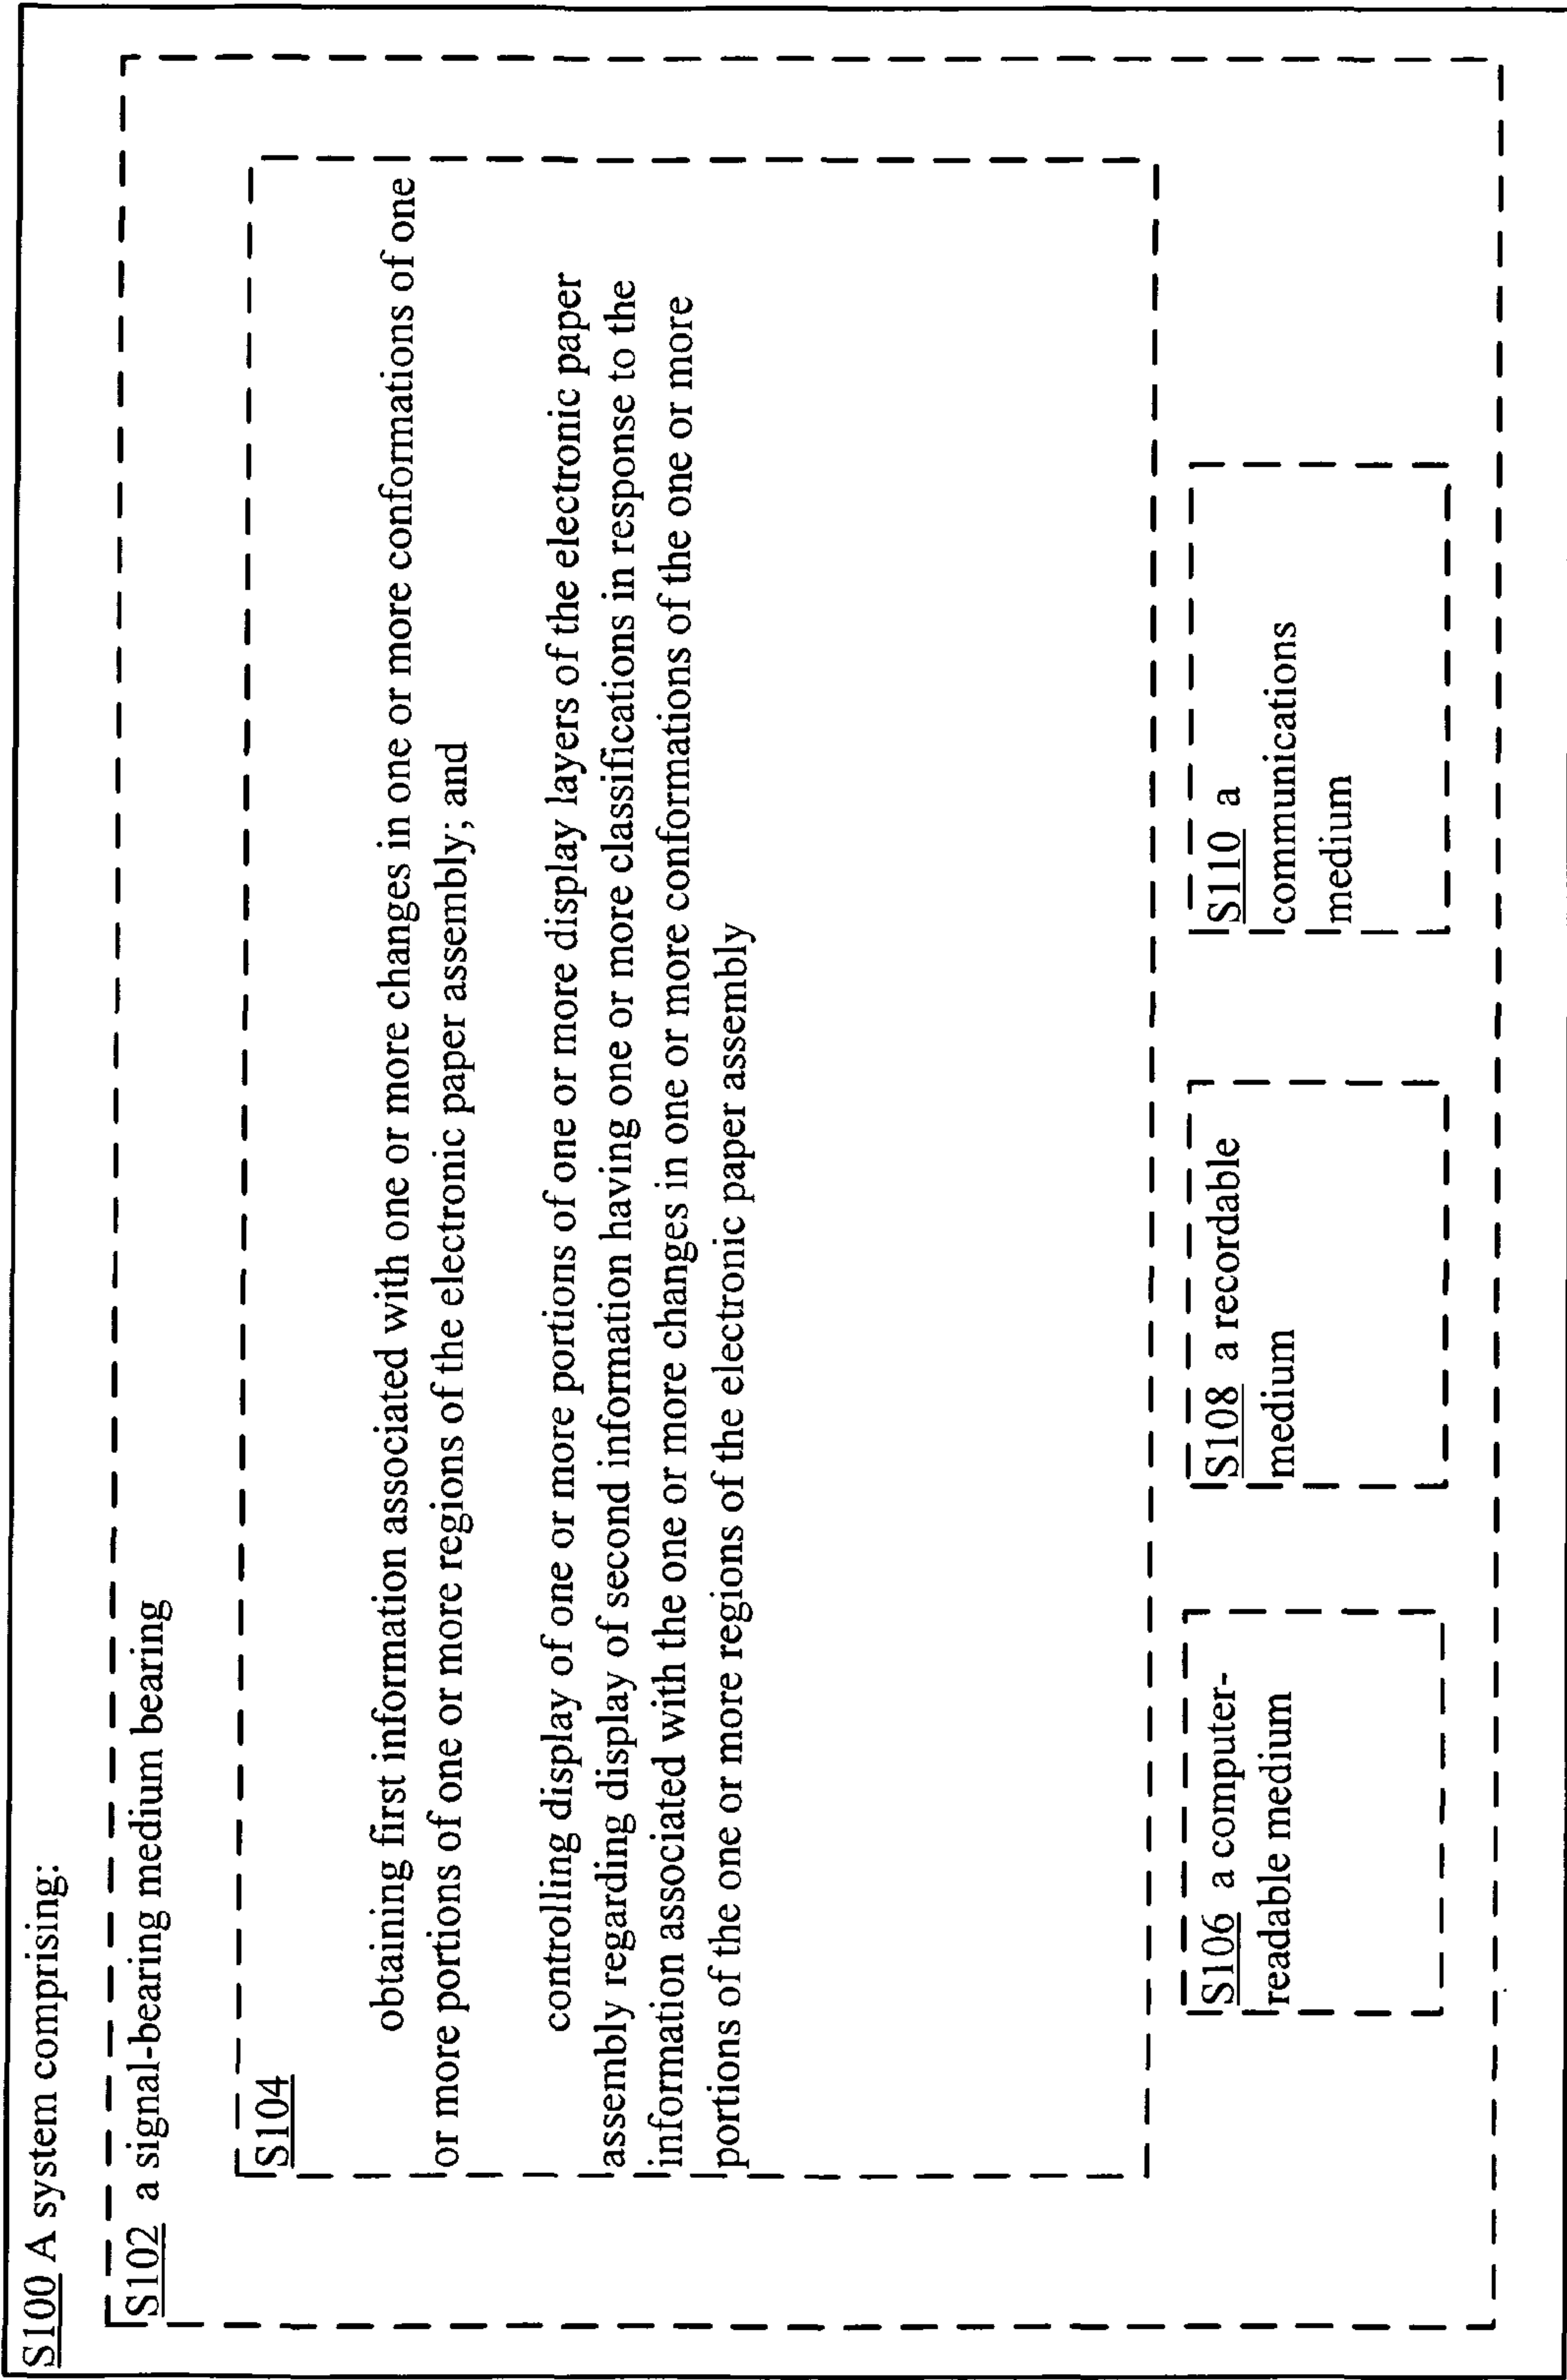 S100 A system comprising:
S102 a signal-bearing medium bearing
S104
obtaining first information associated with one or more changes in one or more conformations of one
or more portions of one or more regions of the electronic paper assembly; and
controlling display of one or more portions of one or more display layers of the electronic paper
assembly regarding display of second information having one or more classifications in response to the
information associated with the one or more changes in one or more conformations of the one or more
portions of the one or more regions of the electronic paper assembly
S106 a computer-
readable medium
S108 a recordable
medium
S110 a
communications
medium